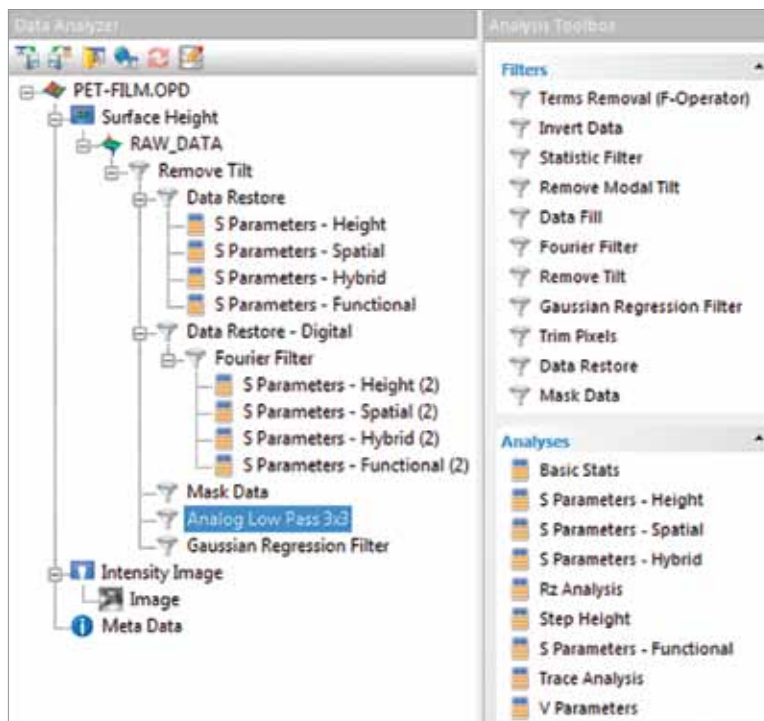 Data Analyzer
PET-FILM.OPD
Surface Height
RAW_DATA
Remove Tilt
Data Restore
S Parameters - Height
S Parameters - Spatial
S Parameters - Hybrid
S Parameters - Functional
Data Restore - Digital
Fourier Filter
S Parameters - Height (2)
S Parameters - Spatial (2)
S Parameters - Hybrid (2)
S Parameters - Functional (2)
Mask Data
Analog Low Pass 3x3
Gaussian Regression Filter
Intensity Image
Image
Meta Data
Analysis Toolbox
Filters
Terms Removal (F-Operator)
Invert Data
Statistic Filter
Remove Modal Tilt
Data Fill
Fourier Filter
Remove Tilt
Gaussian Regression Filter
Trim Pixels
Data Restore
Mask Data
Analyses
Basic Stats
S Parameters - Height
S Parameters - Spatial
S Parameters - Hybrid
Rz Analysis
Step Height
S Parameters - Functional
Trace Analysis
V Parameters